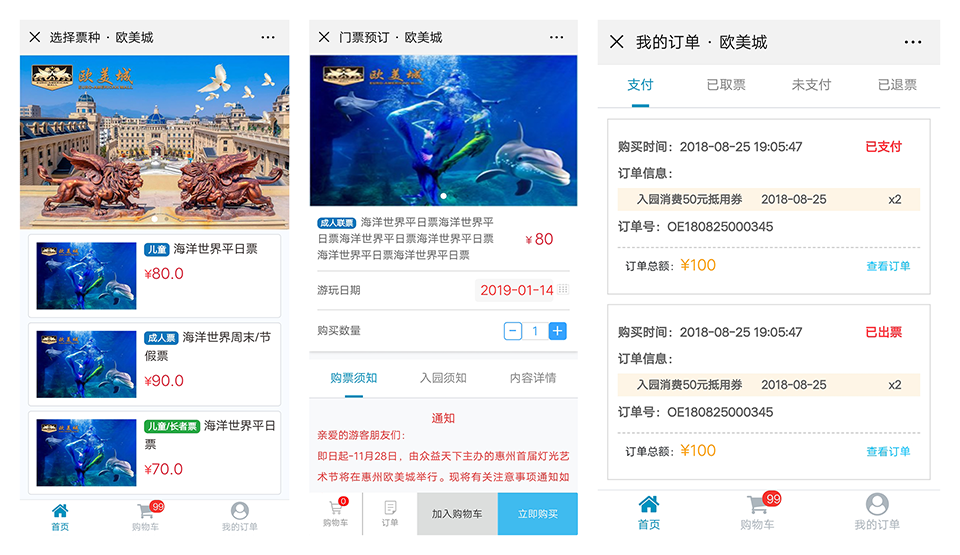 选择票种 · 欧美城
欧美城
儿童 海洋世界平日票
¥80.0
成人票 海洋世界周末/节
假票
¥90.0
儿童/长者票 海洋世界平日
票
¥70.0
99
首页 购物车 我的订单
门票预订 · 欧美城
欧美城
成人联票 海洋世界平日票海洋世界平
日票海洋世界平日票海洋世界平日票
海洋世界平日票海洋世界平日票
¥ 80
游玩日期 2019-01-14
购买数量 − 1 +
购票须知 入园须知 内容详情
通知
亲爱的游客朋友们：
即日起-11月28日，由众益天下主办的惠州首届灯光艺
术节将在惠州欧美城举行。现将有关注意事项通知如
0
购物车 订单 加入购物车 立即购买
我的订单 · 欧美城
支付 已取票 未支付 已退票
购买时间：2018-08-25 19:05:47 已支付
订单信息：
入园消费50元抵用券 2018-08-25 x2
订单号：OE180825000345
订单总额：¥100 查看订单
购买时间：2018-08-25 19:05:47 已出票
订单信息：
入园消费50元抵用券 2018-08-25 x2
订单号：OE180825000345
订单总额：¥100 查看订单
99
首页 购物车 我的订单